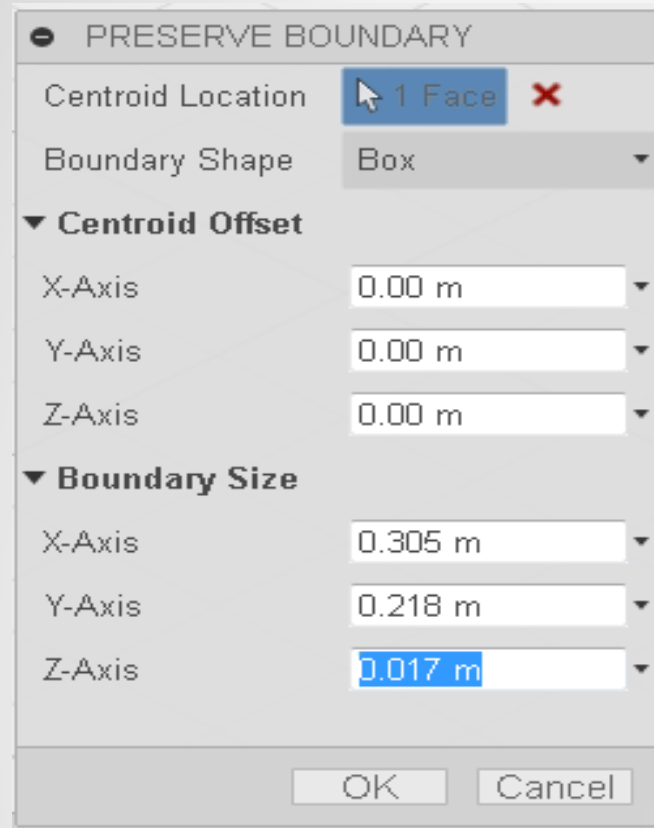 PRESERVE BOUNDARY
Centroid Location 1 Face
Boundary Shape Box
Centroid Offset
X-Axis 0.00 m
Y-Axis 0.00 m
Z-Axis 0.00 m
Boundary Size
X-Axis 0.305 m
Y-Axis 0.218 m
Z-Axis 0.017 m
OK Cancel